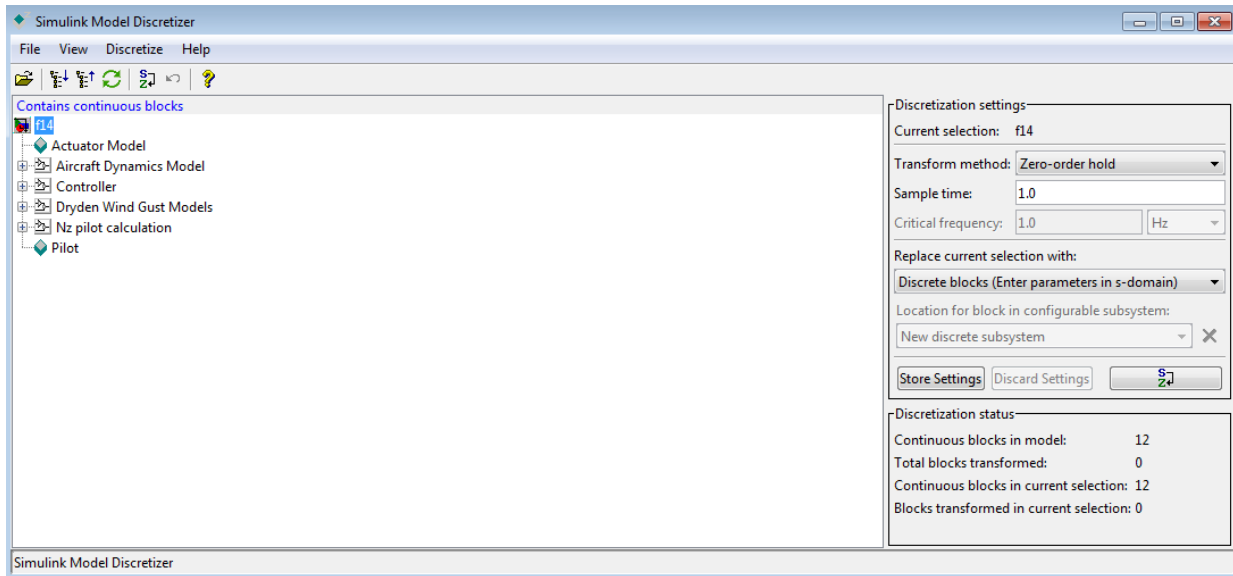 Simulink Model Discretizer
File View Discretize Help
Contains continuous blocks
f14
Actuator Model
Aircraft Dynamics Model
Controller
Dryden Wind Gust Models
Nz pilot calculation
Pilot
Discretization settings
Current selection: f14
Transform method: Zero-order hold
Sample time: 1.0
Critical frequency: 1.0 Hz
Replace current selection with:
Discrete blocks (Enter parameters in s-domain)
Location for block in configurable subsystem:
New discrete subsystem
Store Settings Discard Settings S Z
Discretization status
Continuous blocks in model: 12
Total blocks transformed: 0
Continuous blocks in current selection: 12
Blocks transformed in current selection: 0
Simulink Model Discretizer